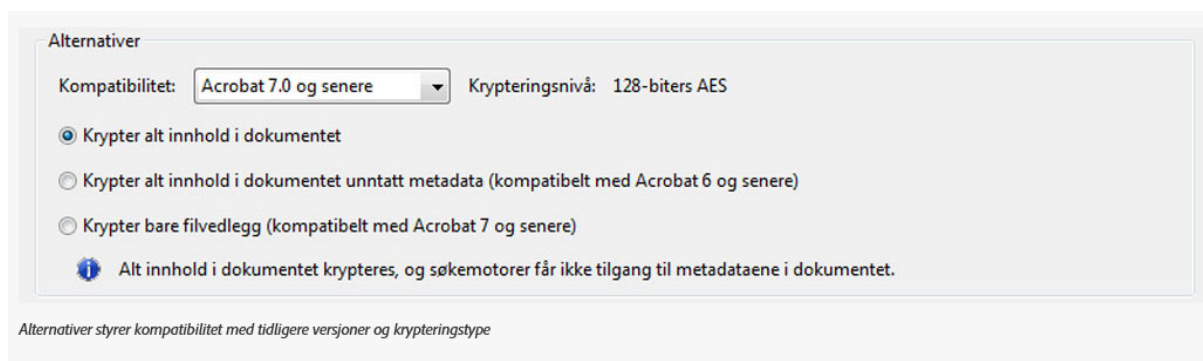 Alternativer
Kompatibilitet: Acrobat 7.0 og senere Krypteringsnivå: 128-biters AES
Krypter alt innhold i dokumentet
Krypter alt innhold i dokumentet unntatt metadata (kompatibelt med Acrobat 6 og senere)
Krypter bare filvedlegg (kompatibelt med Acrobat 7 og senere)
Alt innhold i dokumentet krypteres, og søkemotorer får ikke tilgang til metadataene i dokumentet.
Alternativer styrer kompatibilitet med tidligere versjoner og krypteringstype